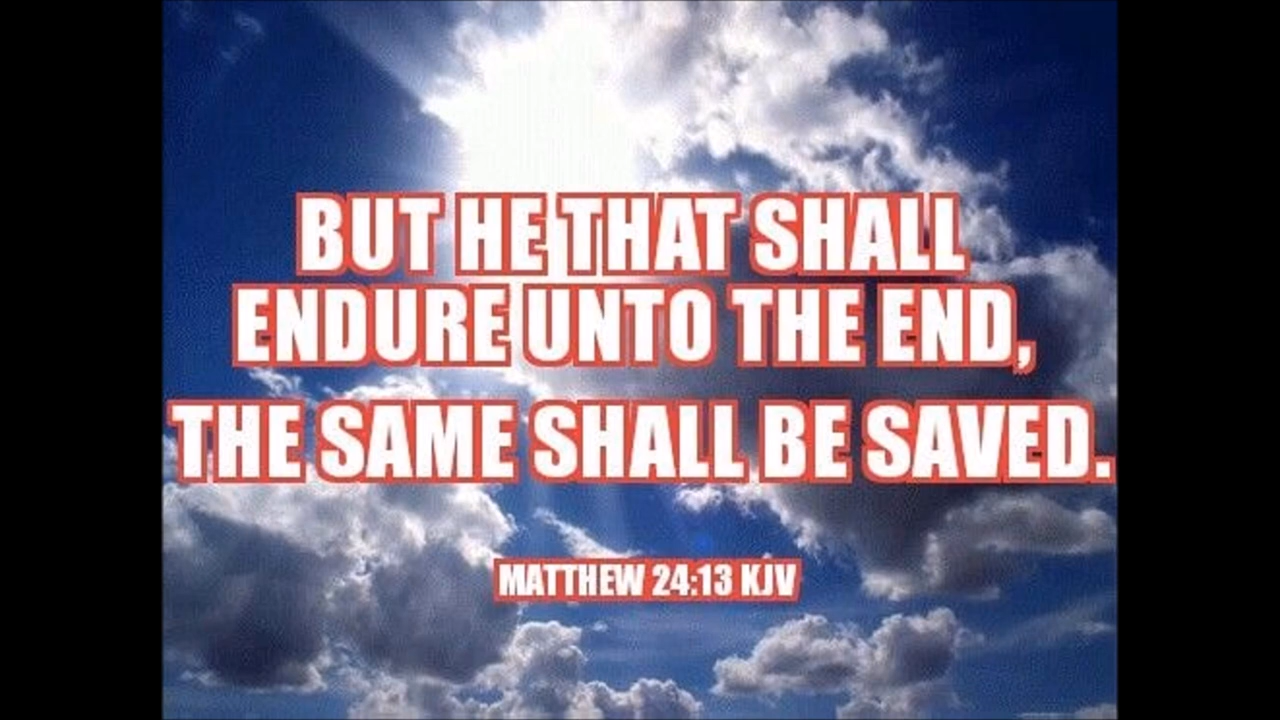 BUT HE THAT SHALL
ENDURE UNTO THE END,
THE SAME SHALL BE SAVED.
MATTHEW 24:13 KJV